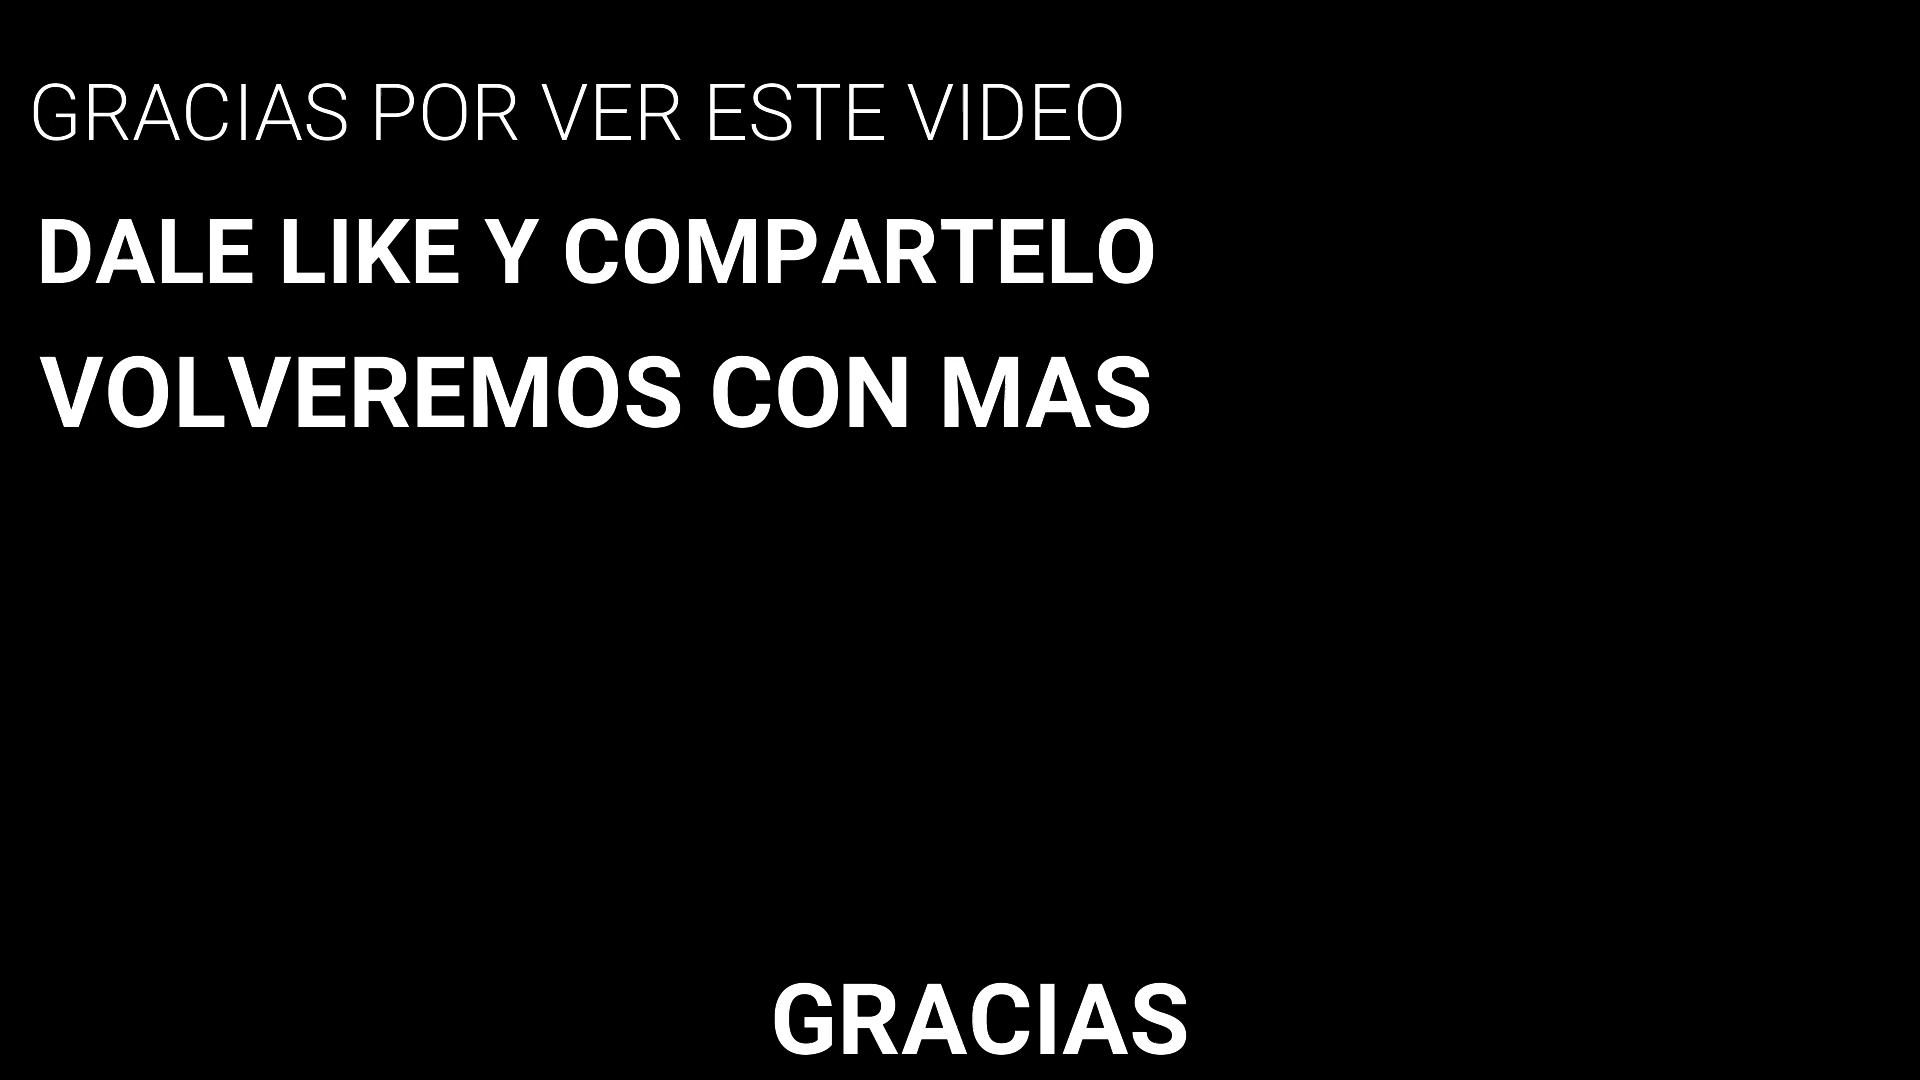 GRACIAS POR VER ESTE VIDEO
DALE LIKE Y COMPARTELO
VOLVEREMOS CON MAS
GRACIAS